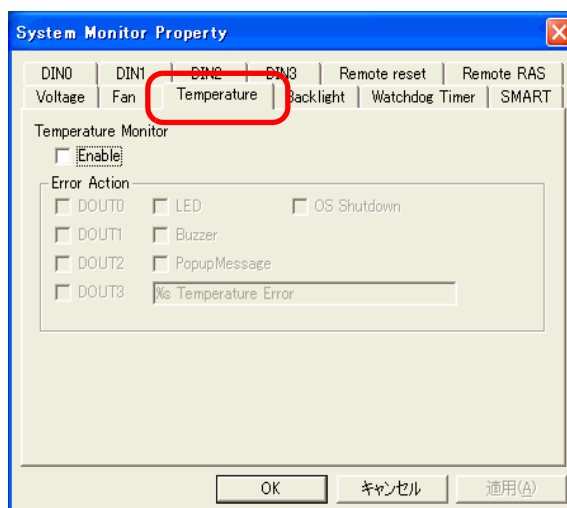 System Monitor Property
DIN0 DIN1 DIN2 DIN3 Remote reset Remote RAS
Voltage Fan Temperature Backlight Watchdog Timer SMART
Temperature Monitor
Enable
Error Action
DOUT0 LED OS Shutdown
DOUT1 Buzzer
DOUT2 PopupMessage
DOUT3 %s Temperature Error
OK キャンセル 適用(A)